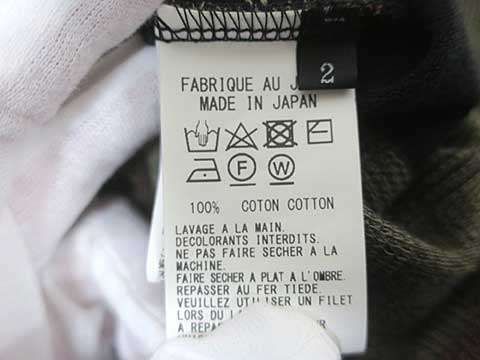 2
FABRIQUE AU J
MADE IN JAPAN
F W
100% COTON COTTON
LAVAGE A LA MAIN.
DECOLORANTS INTERDITS.
NE PAS FAIRE SECHER A LA
MACHINE.
FAIRE SECHER A PLAT A L'OMBRE.
REPASSER AU FER TIEDE.
VEUILLEZ UTILISER UN FILET
LORS DU
A